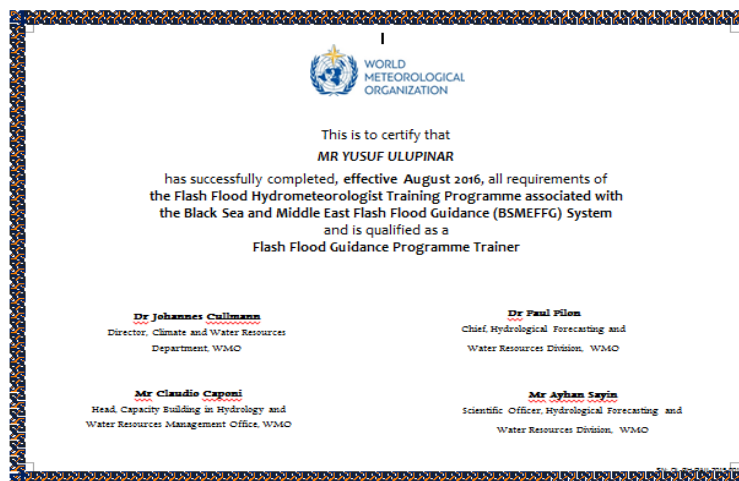 WORLD
METEOROLOGICAL
ORGANIZATION
This is to certify that
MR YUSUF ULUPINAR
has successfully completed, effective August 2016, all requirements of
the Flash Flood Hydrometeorologist Training Programme associated with
the Black Sea and Middle East Flash Flood Guidance (BSMEFFG) System
and is qualified as a
Flash Flood Guidance Programme Trainer
Dr Johannes Cullmann
Director, Climate and Water Resources
Department, WMO
Dr Paul Pilon
Chief, Hydrological Forecasting and
Water Resources Division, WMO
Mr Claudio Caponi
Head, Capacity Building in Hydrology and
Water Resources Management Office, WMO
Mr Ayhan Sayin
Scientific Officer, Hydrological Forecasting and
Water Resources Division, WMO